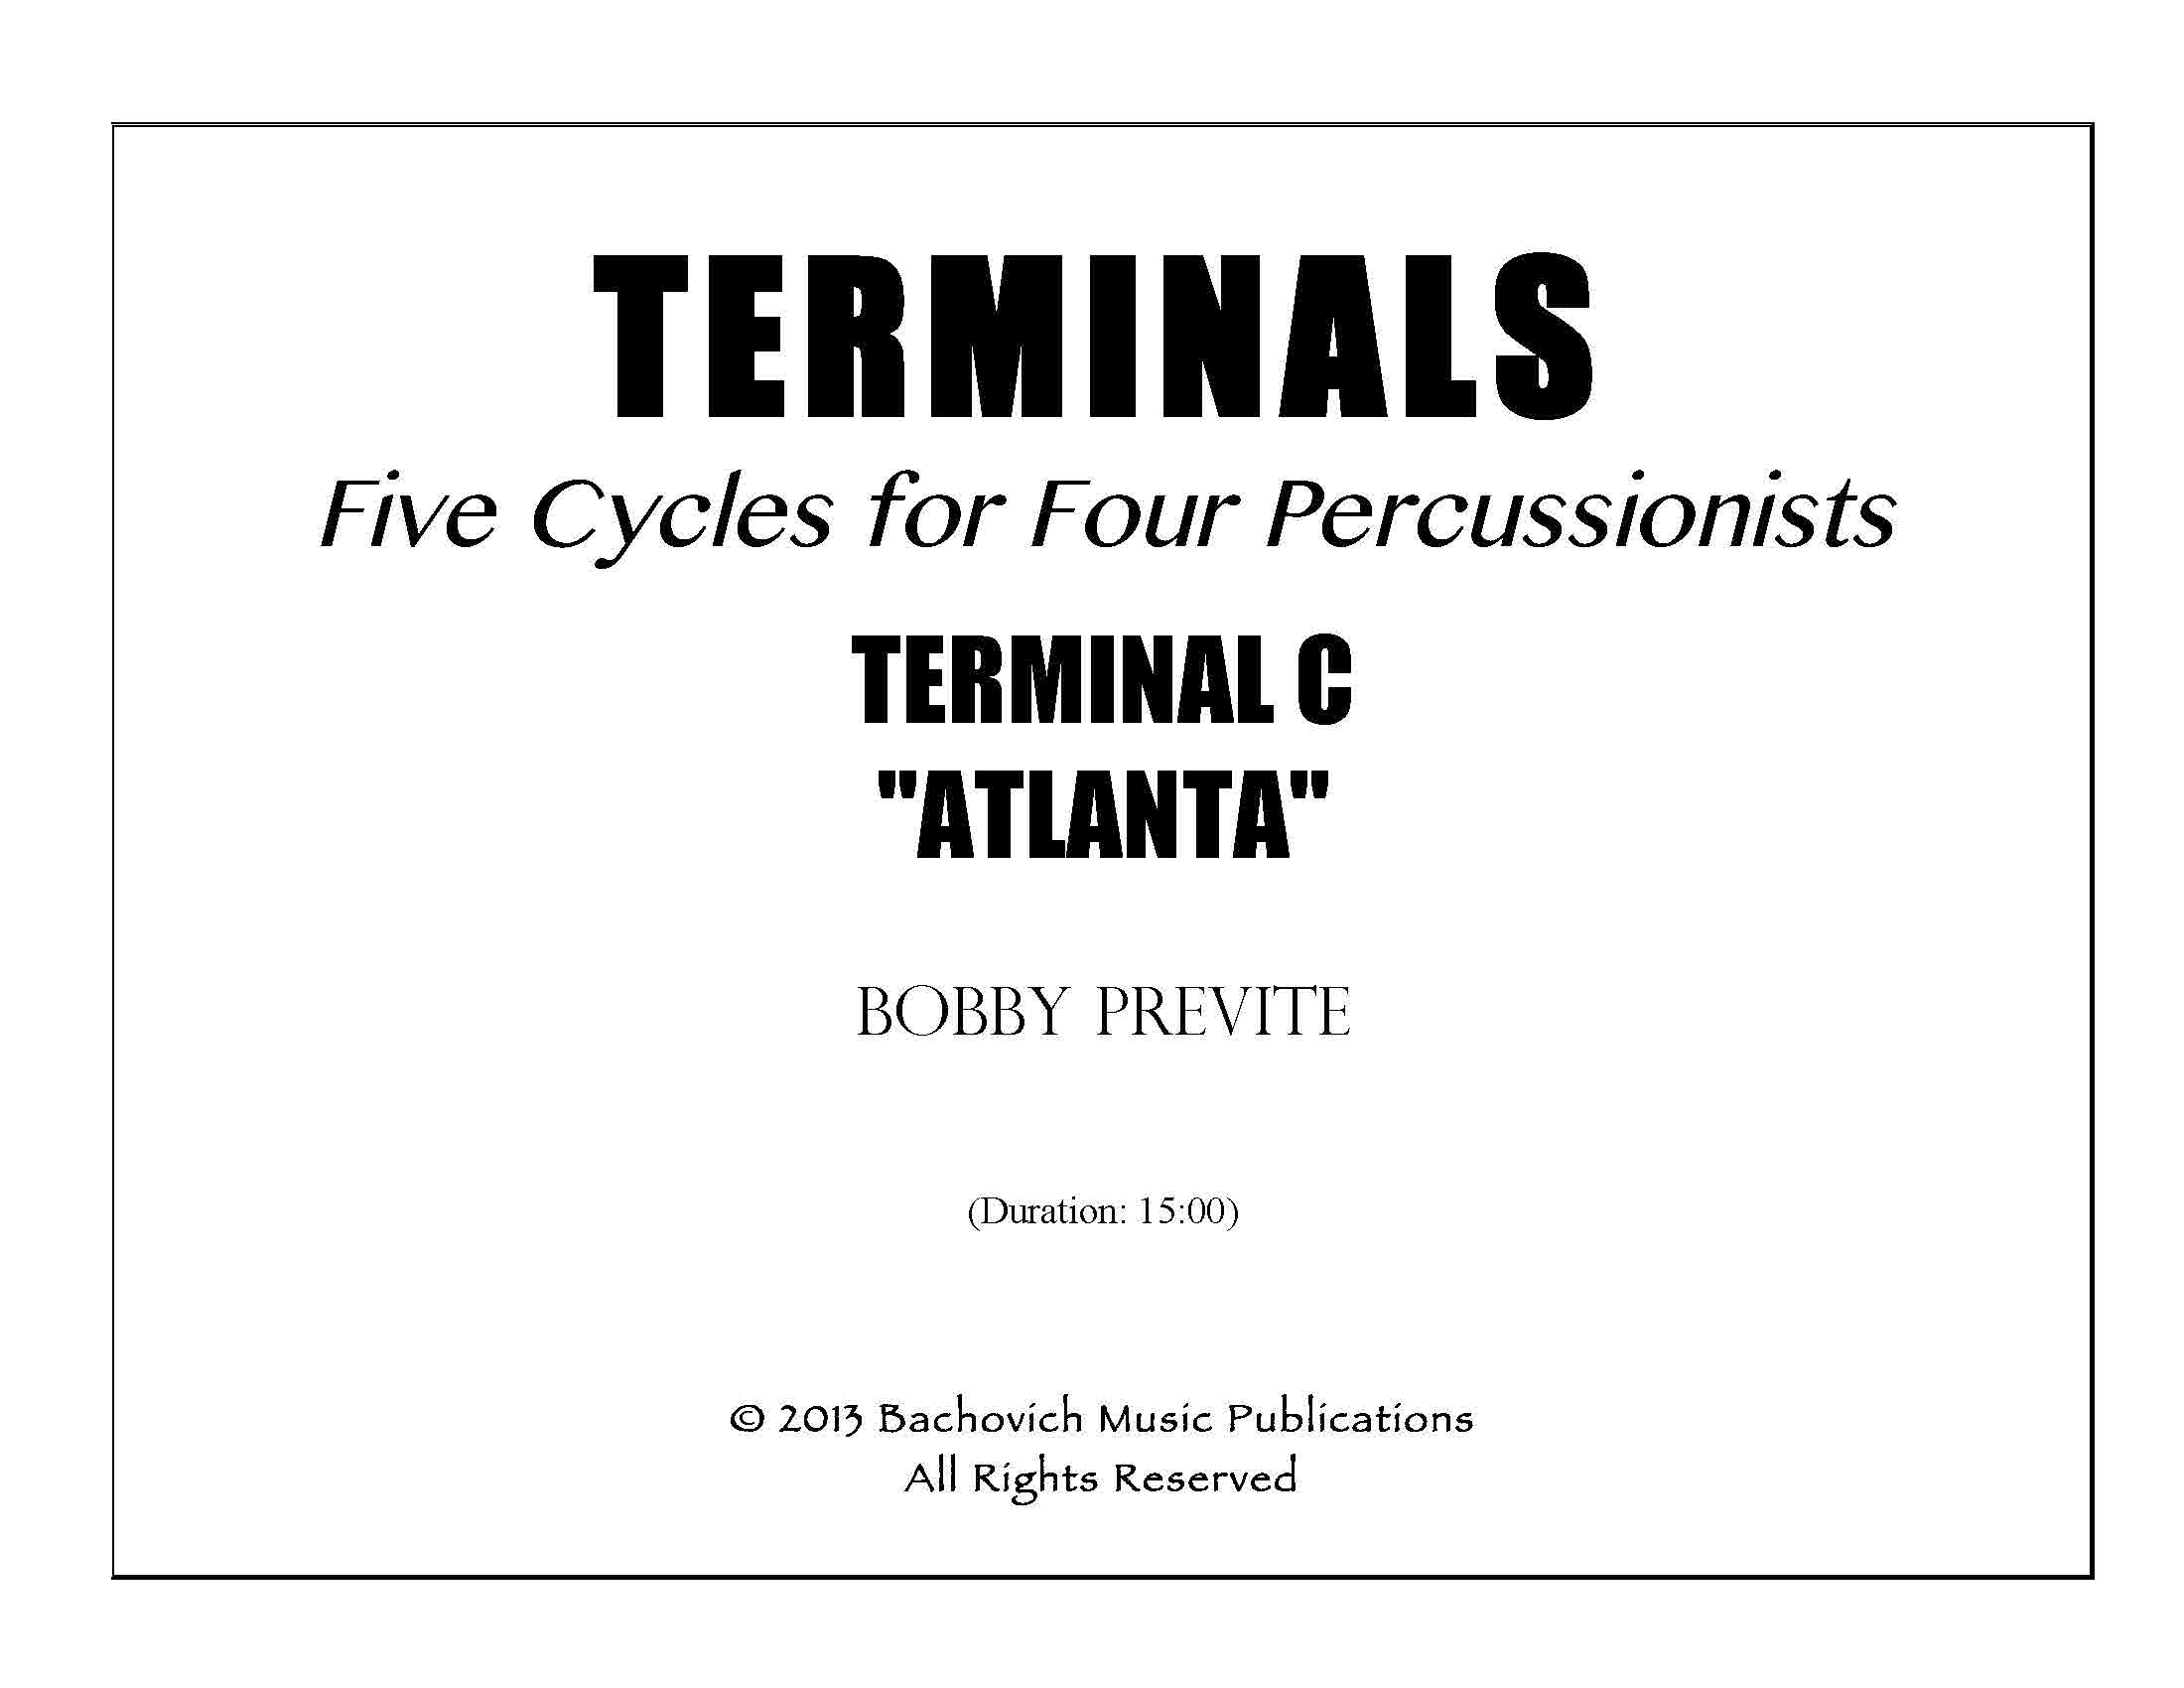 TERMINALS
Five Cycles for Four Percussionists
TERMINAL C
"ATLANTA"
BOBBY PREVITE
(Duration: 15:00)
© 2013 Bachovich Music Publications
All Rights Reserved